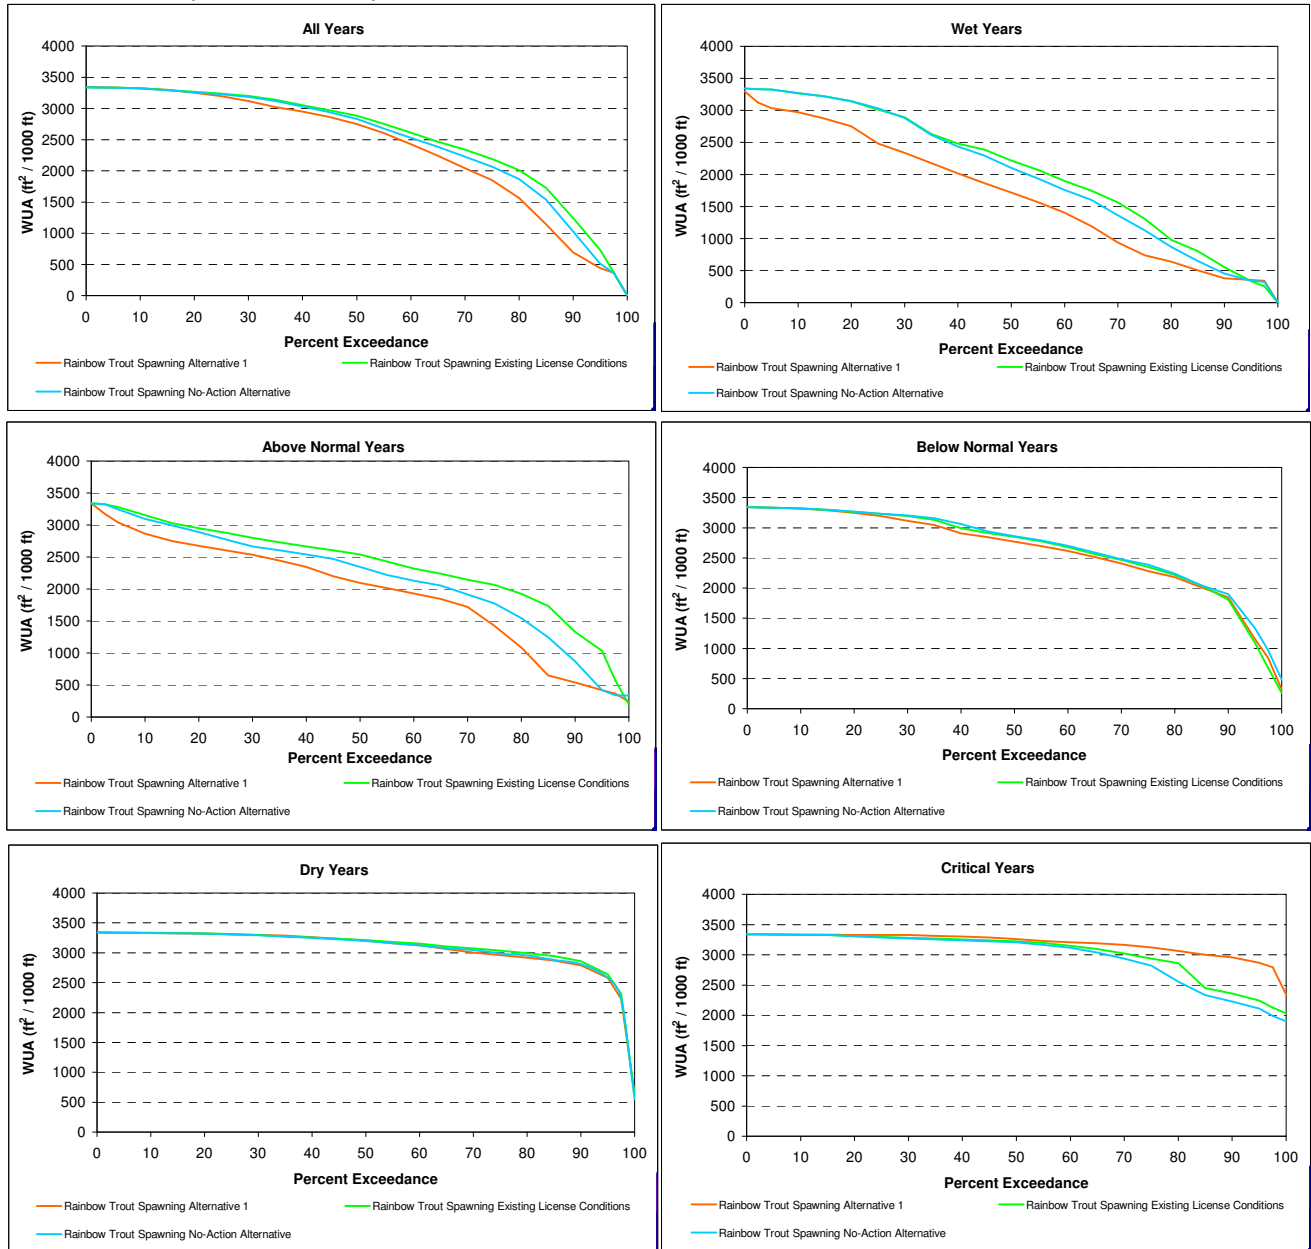 All Years
4000
3500
3000
2500
2000
1500
1000
500
0
WUA (ft² / 1000 ft)
0 10 20 30 40 50 60 70 80 90 100
Percent Exceedance
Rainbow Trout Spawning Alternative 1 Rainbow Trout Spawning Existing License Conditions
Rainbow Trout Spawning No-Action Alternative
Wet Years
4000
3500
3000
2500
2000
1500
1000
500
0
WUA (ft² / 1000 ft)
0 10 20 30 40 50 60 70 80 90 100
Percent Exceedance
Rainbow Trout Spawning Alternative 1 Rainbow Trout Spawning Existing License Conditions
Rainbow Trout Spawning No-Action Alternative
Above Normal Years
4000
3500
3000
2500
2000
1500
1000
500
0
WUA (ft² / 1000 ft)
0 10 20 30 40 50 60 70 80 90 100
Percent Exceedance
Rainbow Trout Spawning Alternative 1 Rainbow Trout Spawning Existing License Conditions
Rainbow Trout Spawning No-Action Alternative
Below Normal Years
4000
3500
3000
2500
2000
1500
1000
500
0
WUA (ft² / 1000 ft)
0 10 20 30 40 50 60 70 80 90 100
Percent Exceedance
Rainbow Trout Spawning Alternative 1 Rainbow Trout Spawning Existing License Conditions
Rainbow Trout Spawning No-Action Alternative
Dry Years
4000
3500
3000
2500
2000
1500
1000
500
0
WUA (ft² / 1000 ft)
0 10 20 30 40 50 60 70 80 90 100
Percent Exceedance
Rainbow Trout Spawning Alternative 1 Rainbow Trout Spawning Existing License Conditions
Rainbow Trout Spawning No-Action Alternative
Critical Years
4000
3500
3000
2500
2000
1500
1000
500
0
WUA (ft² / 1000 ft)
0 10 20 30 40 50 60 70 80 90 100
Percent Exceedance
Rainbow Trout Spawning Alternative 1 Rainbow Trout Spawning Existing License Conditions
Rainbow Trout Spawning No-Action Alternative